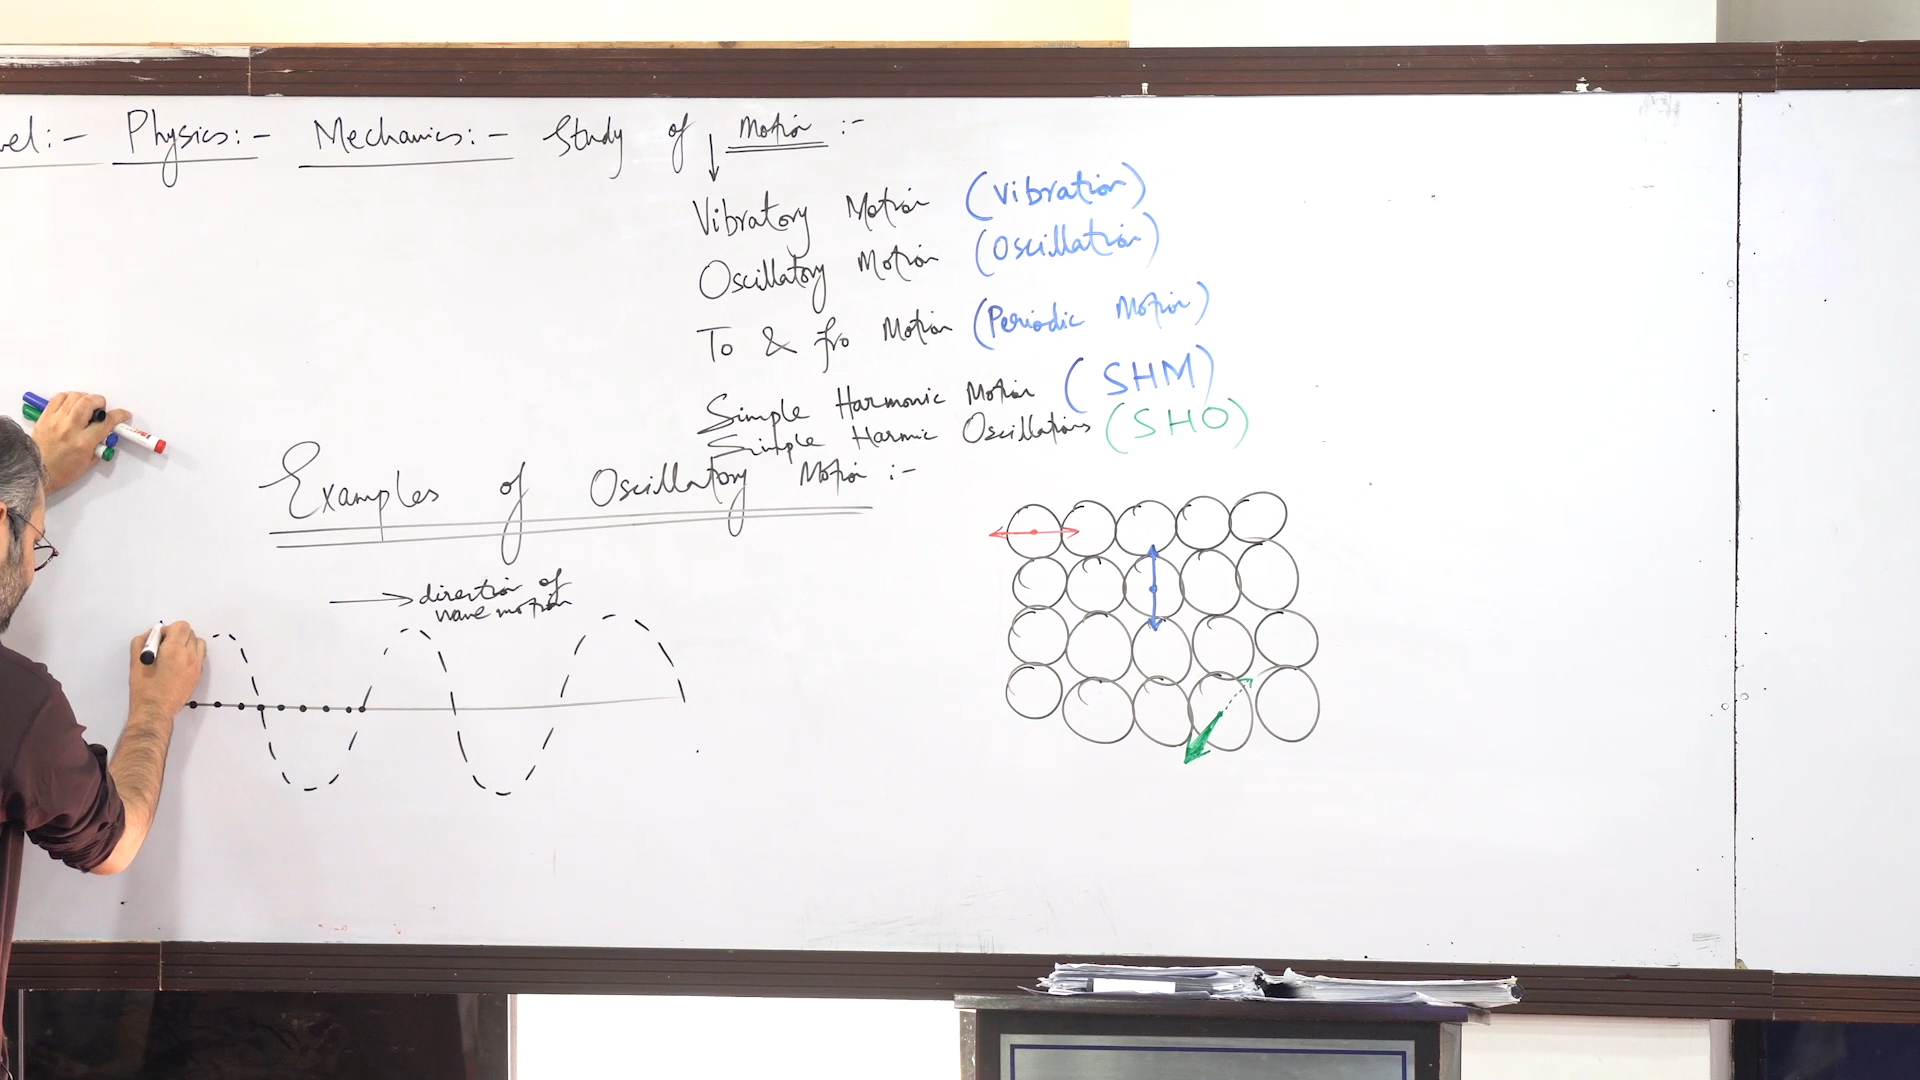 vel:- Physics:- Mechanics:- Study of Motion :-
Vibratory Motion (Vibration)
Oscillatory Motion (Oscillation)
To & fro Motion (Periodic Motion)
Simple Harmonic Motion (SHM)
Simple Harmic Oscillations (SHO)
Examples of Oscillatory Motion :-
direction of
wave motion